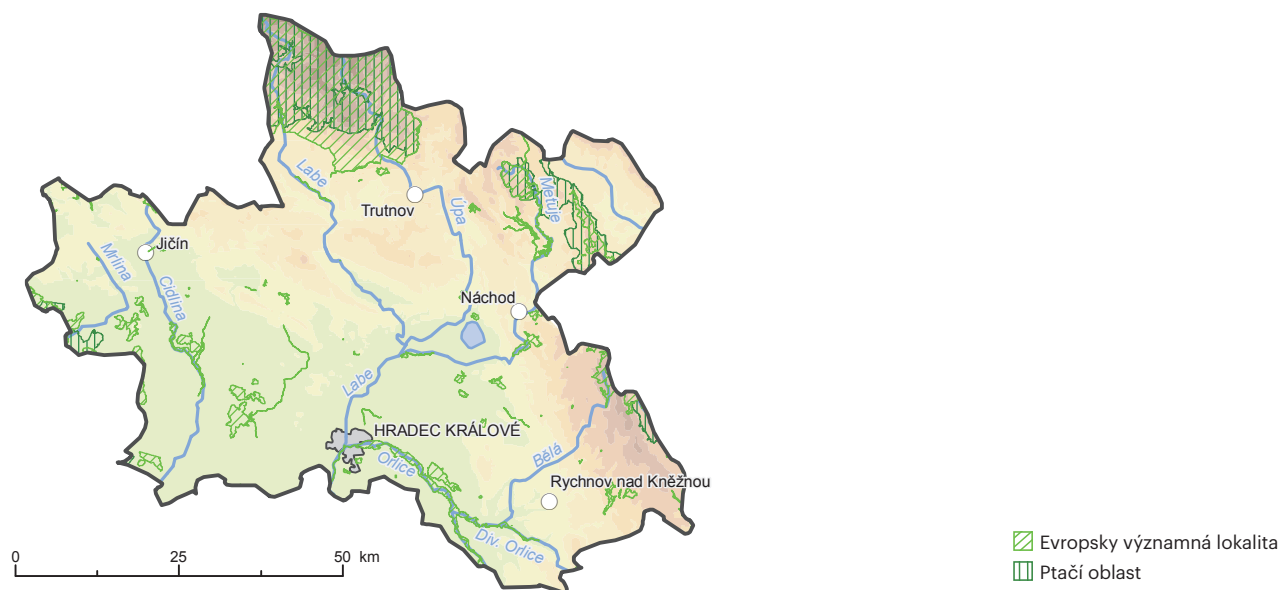 Labe
Metúje
Trutnov
Úpa
Jičín
Mrlina
Cidlina
Náchod
Labe
HRADEC KRÁLOVÉ
Orlice
Bělá
Rychnov nad Kněžnou
Div. Orlice
0 25 50 km
Evropsky významná lokalita
Ptačí oblast